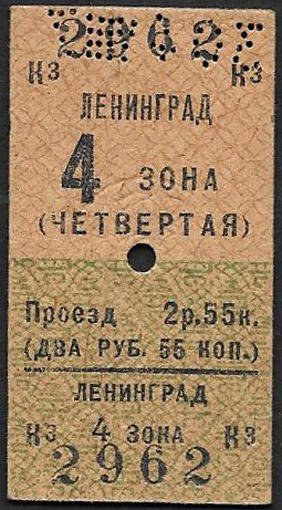 2962
КЗ КЗ
ЛЕНИНГРАД
4 ЗОНА
(ЧЕТВЕРТАЯ)
Проезд 2р.55к.
(ДВА РУБ. 55 КОП.)
ЛЕНИНГРАД
КЗ 4 ЗОНА КЗ
2962